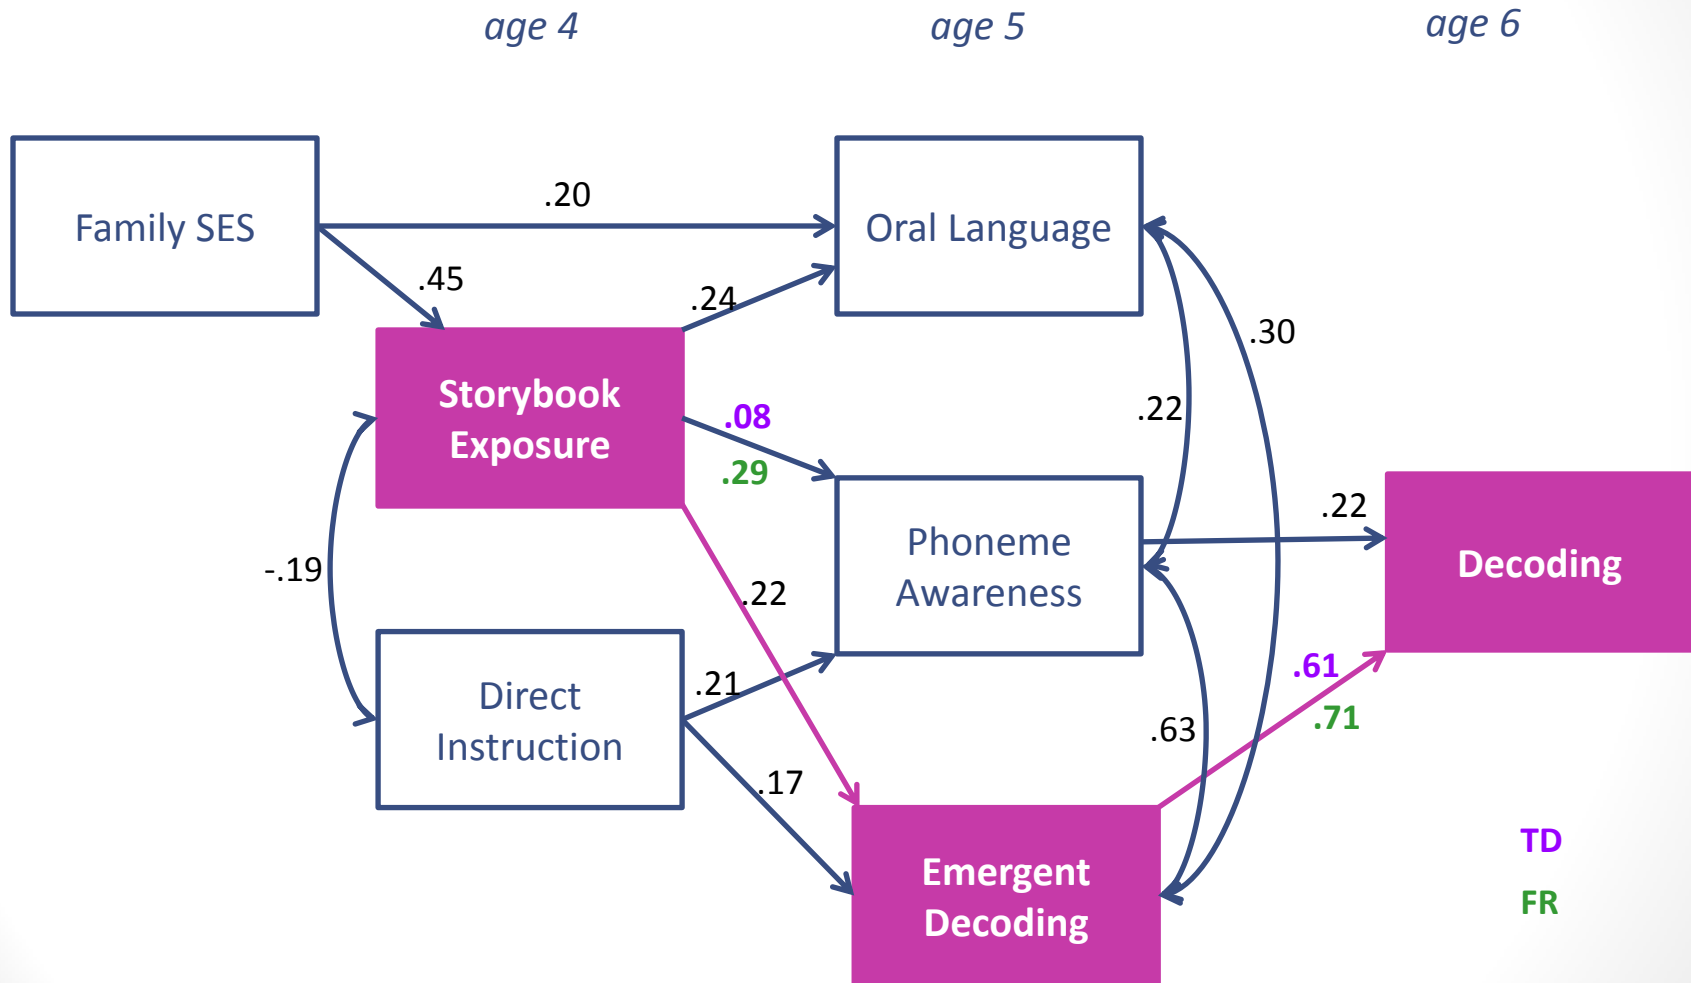 age 4
age 5
age 6
Family SES
.20
Oral Language
.45
.24
.30
Storybook
Exposure
.08
.29
.22
-.19
.22
Phoneme
Awareness
.22
Decoding
Direct
Instruction
.21
.17
.63
.61
.71
Emergent
Decoding
TD
FR